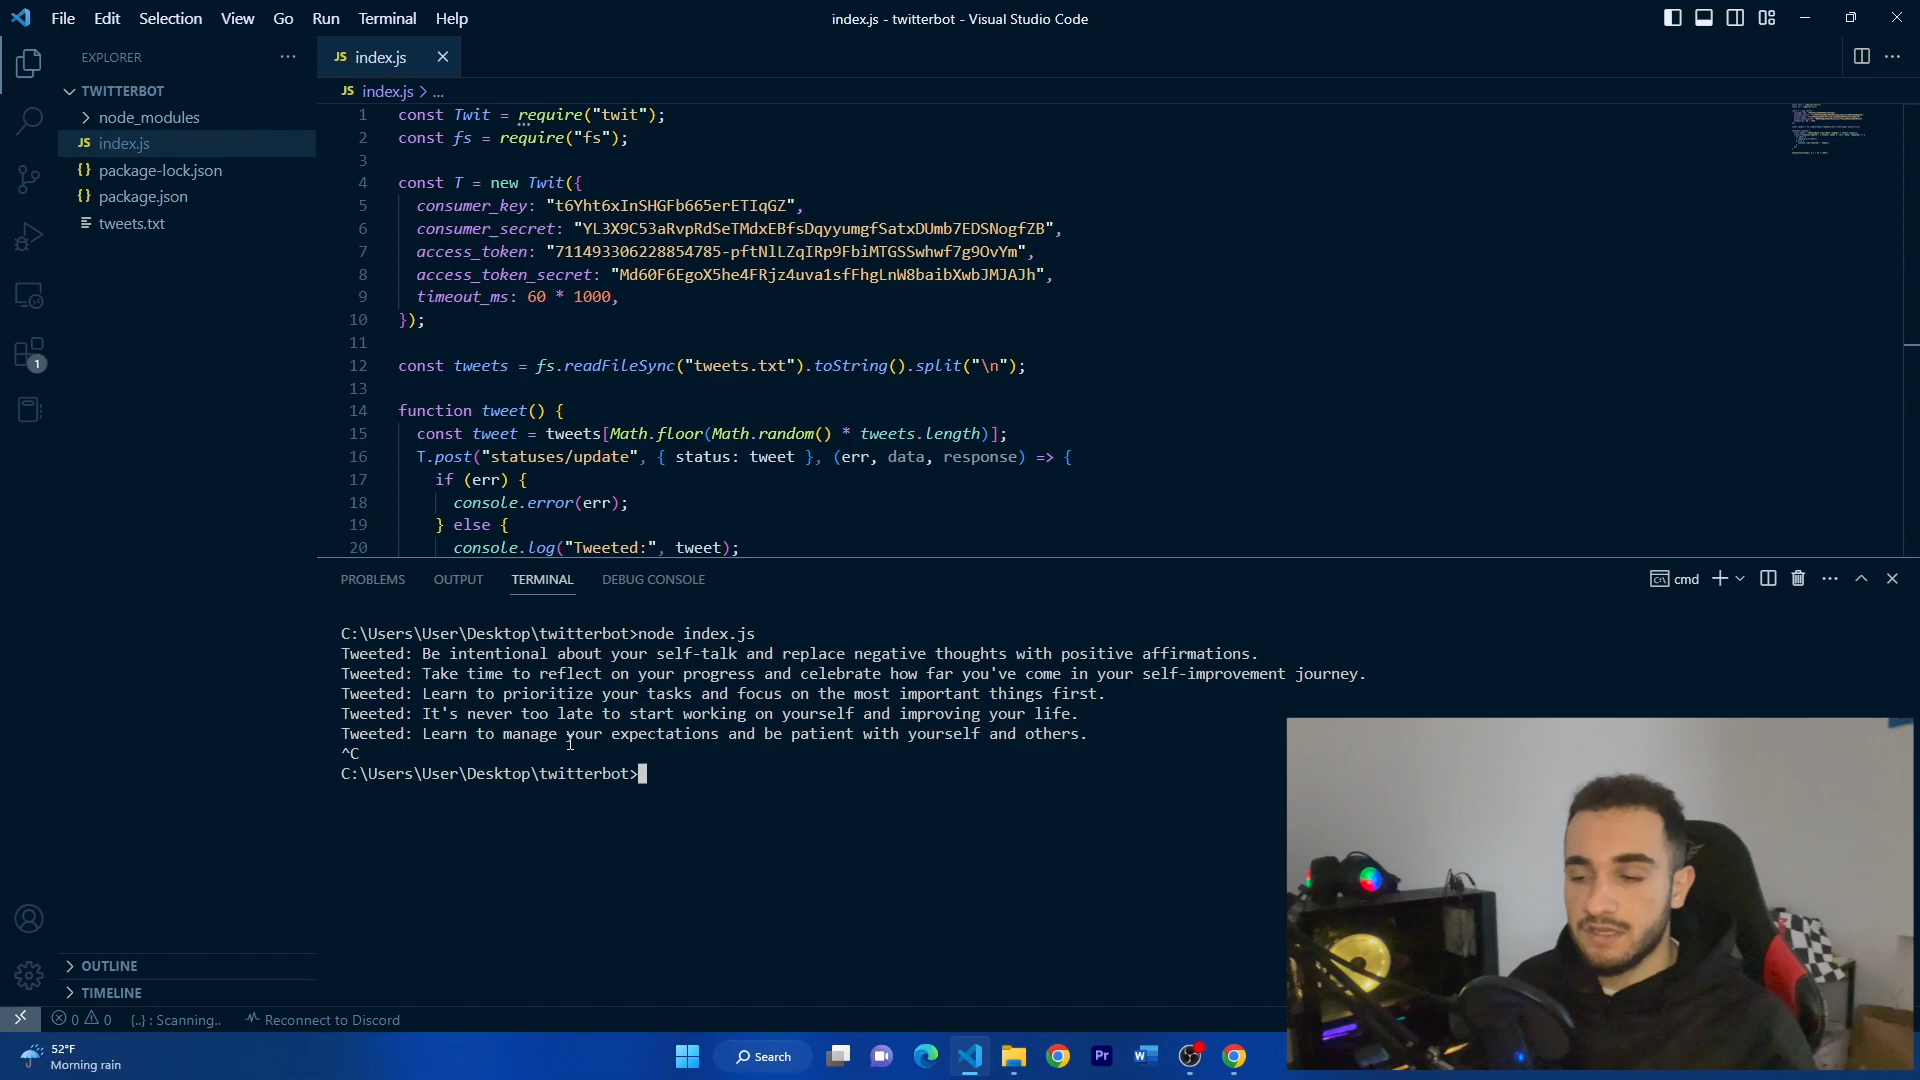 File Edit Selection View Go Run Terminal Help
index.js - twitterbot - Visual Studio Code
EXPLORER
TWITTERBOT
node_modules
JS index.js
{} package-lock.json
{} package.json
tweets.txt
1
OUTLINE
TIMELINE
JS index.js
JS index.js > ...
1 const Twit = require("twit");
2 const fs = require("fs");
3
4 const T = new Twit({
5 consumer_key: "t6Yht6xInSHGFb665erETIqGZ",
6 consumer_secret: "YL3X9C53aRvpRdSeTMdxEBfsDqyyumgfSatxDUmb7EDSNogfZB",
7 access_token: "711493306228854785-pftNlLZqIRp9FbiMTGSSwhwf7g9OvYm",
8 access_token_secret: "Md60F6EgoX5he4FRjz4uva1sfFhgLnW8baibXwbJMJAJh",
9 timeout_ms: 60 * 1000,
10 });
11
12 const tweets = fs.readFileSync("tweets.txt").toString().split("\n");
13
14 function tweet() {
15 const tweet = tweets[Math.floor(Math.random() * tweets.length)];
16 T.post("statuses/update", { status: tweet }, (err, data, response) => {
17 if (err) {
18 console.error(err);
19 } else {
20 console.log("Tweeted:", tweet);
PROBLEMS OUTPUT TERMINAL DEBUG CONSOLE
cmd
C:\Users\User\Desktop\twitterbot>node index.js
Tweeted: Be intentional about your self-talk and replace negative thoughts with positive affirmations.
Tweeted: Take time to reflect on your progress and celebrate how far you've come in your self-improvement journey.
Tweeted: Learn to prioritize your tasks and focus on the most important things first.
Tweeted: It's never too late to start working on yourself and improving your life.
Tweeted: Learn to manage your expectations and be patient with yourself and others.
^C
C:\Users\User\Desktop\twitterbot>
0 0 {..} : Scanning.. Reconnect to Discord
52°F
Morning rain
Search
Pr
W